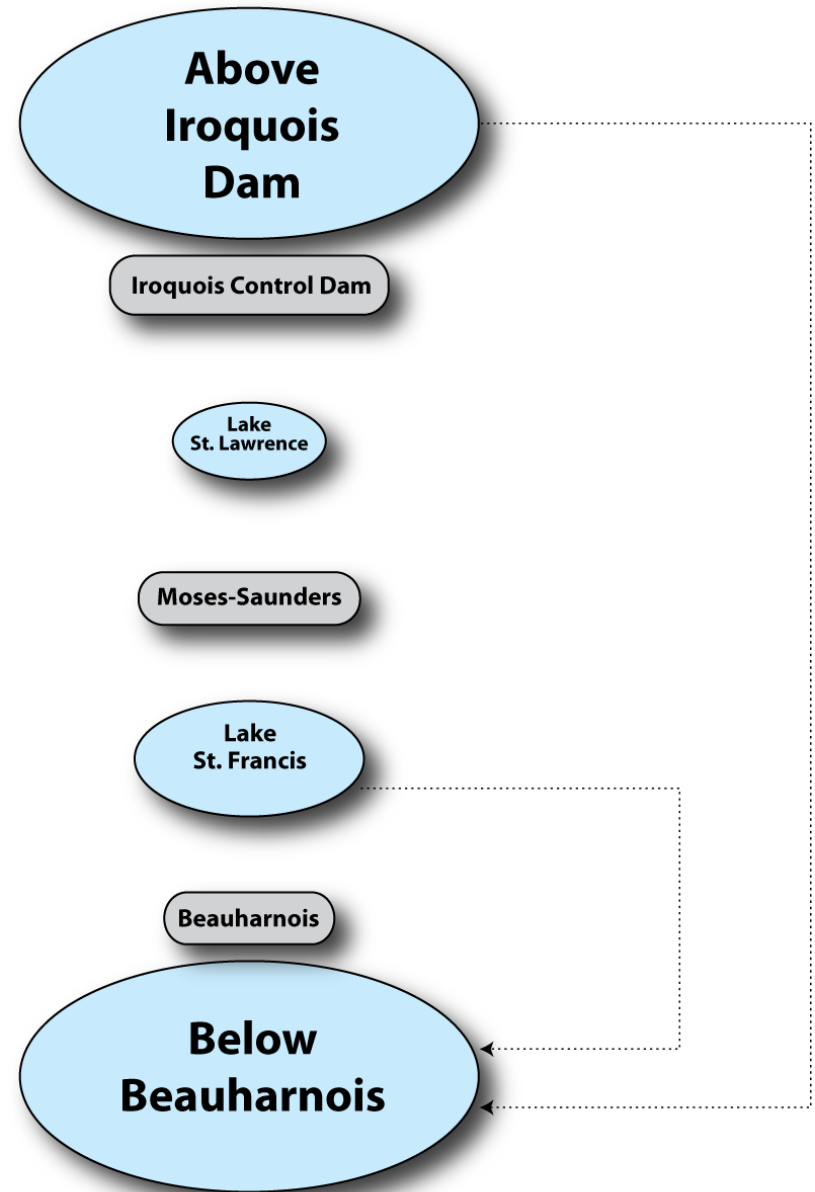 Above
Iroquois
Dam
Iroquois Control Dam
Lake
St. Lawrence
Moses-Saunders
Lake
St. Francis
Beauharnois
Below
Beauharnois